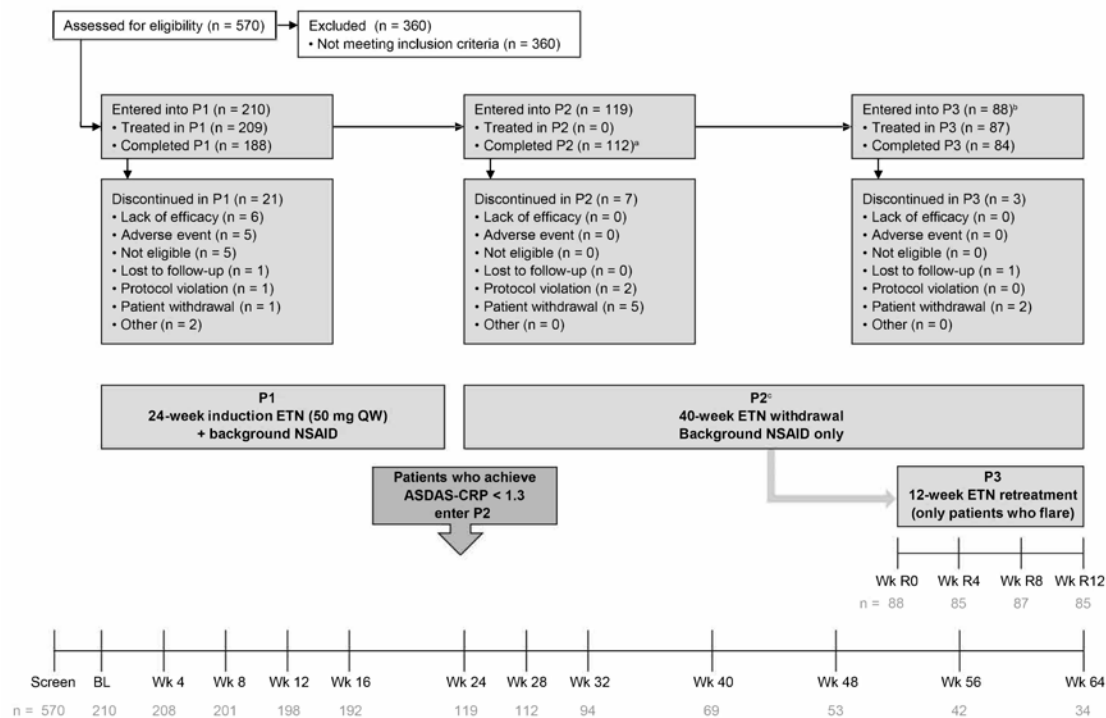 Assessed for eligibility (n = 570)
Excluded (n = 360)
• Not meeting inclusion criteria (n = 360)
Entered into P1 (n = 210)
• Treated in P1 (n = 209)
• Completed P1 (n = 188)
Entered into P2 (n = 119)
• Treated in P2 (n = 0)
• Completed P2 (n = 112)ᵃ
Entered into P3 (n = 88)ᵇ
• Treated in P3 (n = 87)
• Completed P3 (n = 84)
Discontinued in P1 (n = 21)
• Lack of efficacy (n = 6)
• Adverse event (n = 5)
• Not eligible (n = 5)
• Lost to follow-up (n = 1)
• Protocol violation (n = 1)
• Patient withdrawal (n = 1)
• Other (n = 2)
Discontinued in P2 (n = 7)
• Lack of efficacy (n = 0)
• Adverse event (n = 0)
• Not eligible (n = 0)
• Lost to follow-up (n = 0)
• Protocol violation (n = 2)
• Patient withdrawal (n = 5)
• Other (n = 0)
Discontinued in P3 (n = 3)
• Lack of efficacy (n = 0)
• Adverse event (n = 0)
• Not eligible (n = 0)
• Lost to follow-up (n = 1)
• Protocol violation (n = 0)
• Patient withdrawal (n = 2)
• Other (n = 0)
P1
24-week induction ETN (50 mg QW)
+ background NSAID
P2ᶜ
40-week ETN withdrawal
Background NSAID only
Patients who achieve
ASDAS-CRP < 1.3
enter P2
P3
12-week ETN retreatment
(only patients who flare)
Wk R0 Wk R4 Wk R8 Wk R12
n = 88 85 87 85
Screen BL Wk 4 Wk 8 Wk 12 Wk 16 Wk 24 Wk 28 Wk 32 Wk 40 Wk 48 Wk 56 Wk 64
n = 570 210 208 201 198 192 119 112 94 69 53 42 34